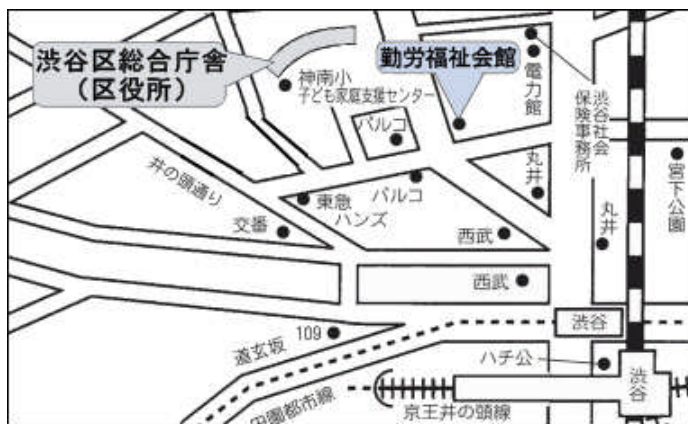 渋谷区総合庁舎
（区役所）
勤労福祉会館
神南小
子ども家庭支援センター
パルコ
電力館
渋谷社会
保険事務所
丸井
宮下公園
井の頭通り
東急
ハンズ
パルコ
交番
西武
丸井
西武
渋谷
109
道玄坂
ハチ公
渋谷
田園都市線
京王井の頭線